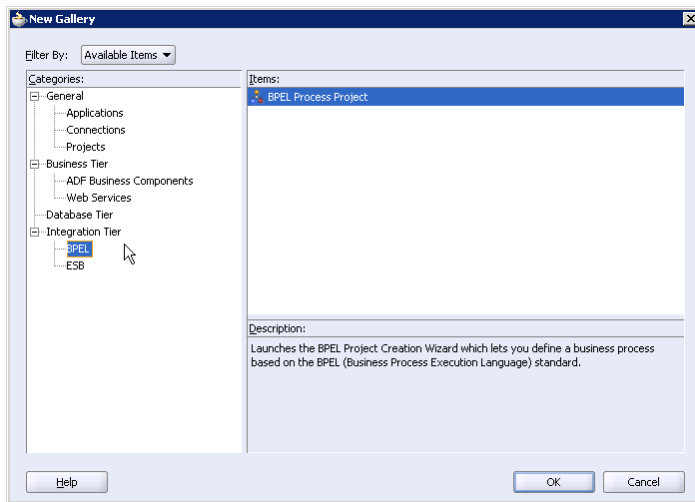 New Gallery
Filter By: Available Items
Categories:
General
Applications
Connections
Projects
Business Tier
ADF Business Components
Web Services
Database Tier
Integration Tier
BPEL
ESB
Items:
BPEL Process Project
Description:
Launches the BPEL Project Creation Wizard which lets you define a business process
based on the BPEL (Business Process Execution Language) standard.
Help
OK
Cancel